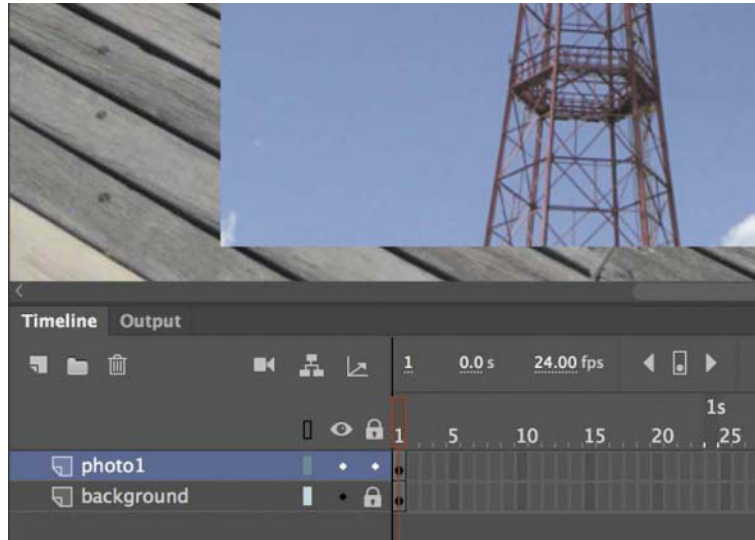 Timeline Output
1 0.0 s 24.00 fps
1s
1 5 10 15 20 25
photo1
background